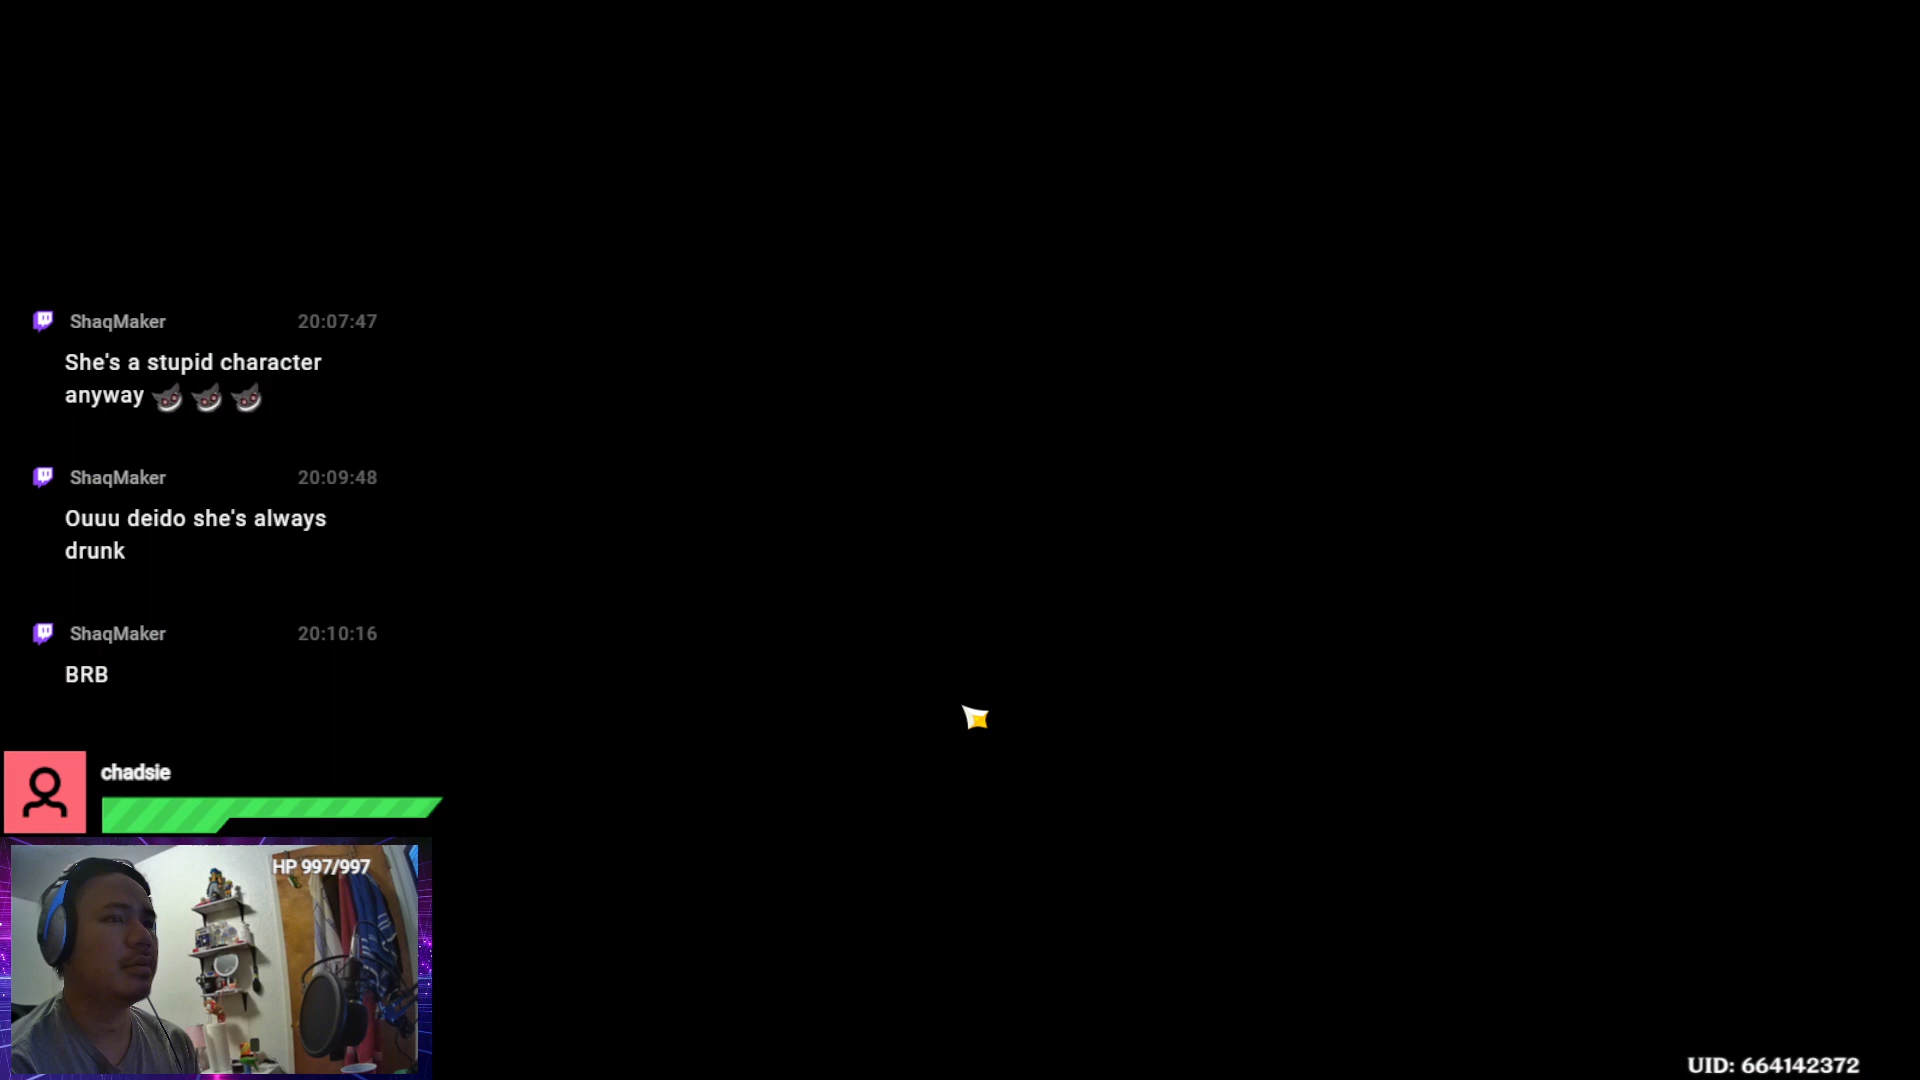 ShaqMaker 20:07:47
She's a stupid character
anyway
ShaqMaker 20:09:48
Ouuu deido she's always
drunk
ShaqMaker 20:10:16
BRB
chadsie
HP 997/997
UID: 664142372